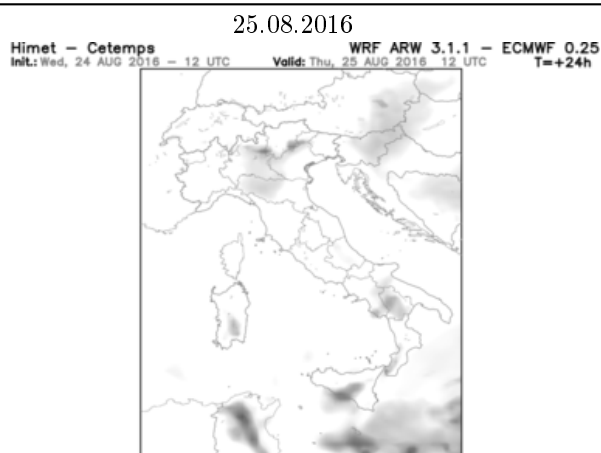 25.08.2016
Himet – Cetemps WRF ARW 3.1.1 – ECMWF 0.25
Init.: Wed, 24 AUG 2016 – 12 UTC Valid: Thu, 25 AUG 2016 12 UTC T=+24h